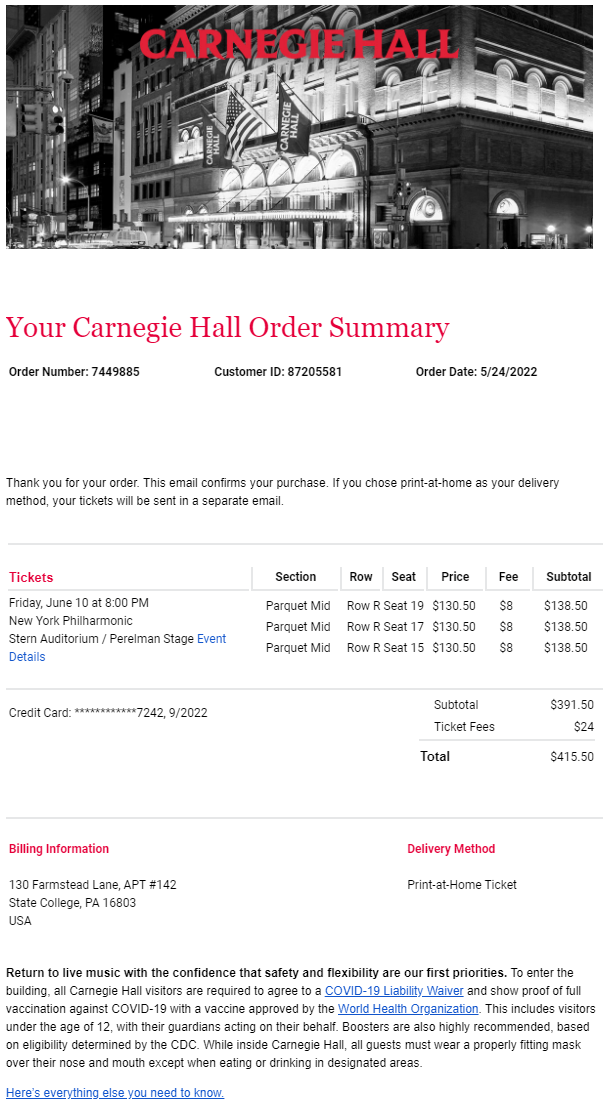 CARNEGIE HALL
CARNEGIE HALL
CARNEGIE HALL
Your Carnegie Hall Order Summary
Order Number: 7449885 Customer ID: 87205581 Order Date: 5/24/2022
Thank you for your order. This email confirms your purchase. If you chose print-at-home as your delivery
method, your tickets will be sent in a separate email.
Tickets Section Row Seat Price Fee Subtotal
Friday, June 10 at 8:00 PM Parquet Mid Row R Seat 19 $130.50 $8 $138.50
New York Philharmonic Parquet Mid Row R Seat 17 $130.50 $8 $138.50
Stern Auditorium / Perelman Stage Event Parquet Mid Row R Seat 15 $130.50 $8 $138.50
Details
Subtotal $391.50
Credit Card: ************7242, 9/2022
Ticket Fees $24
Total $415.50
Billing Information Delivery Method
130 Farmstead Lane, APT #142 Print-at-Home Ticket
State College, PA 16803
USA
Return to live music with the confidence that safety and flexibility are our first priorities. To enter the
building, all Carnegie Hall visitors are required to agree to a COVID-19 Liability Waiver and show proof of full
vaccination against COVID-19 with a vaccine approved by the World Health Organization. This includes visitors
under the age of 12, with their guardians acting on their behalf. Boosters are also highly recommended, based
on eligibility determined by the CDC. While inside Carnegie Hall, all guests must wear a properly fitting mask
over their nose and mouth except when eating or drinking in designated areas.
Here's everything else you need to know.